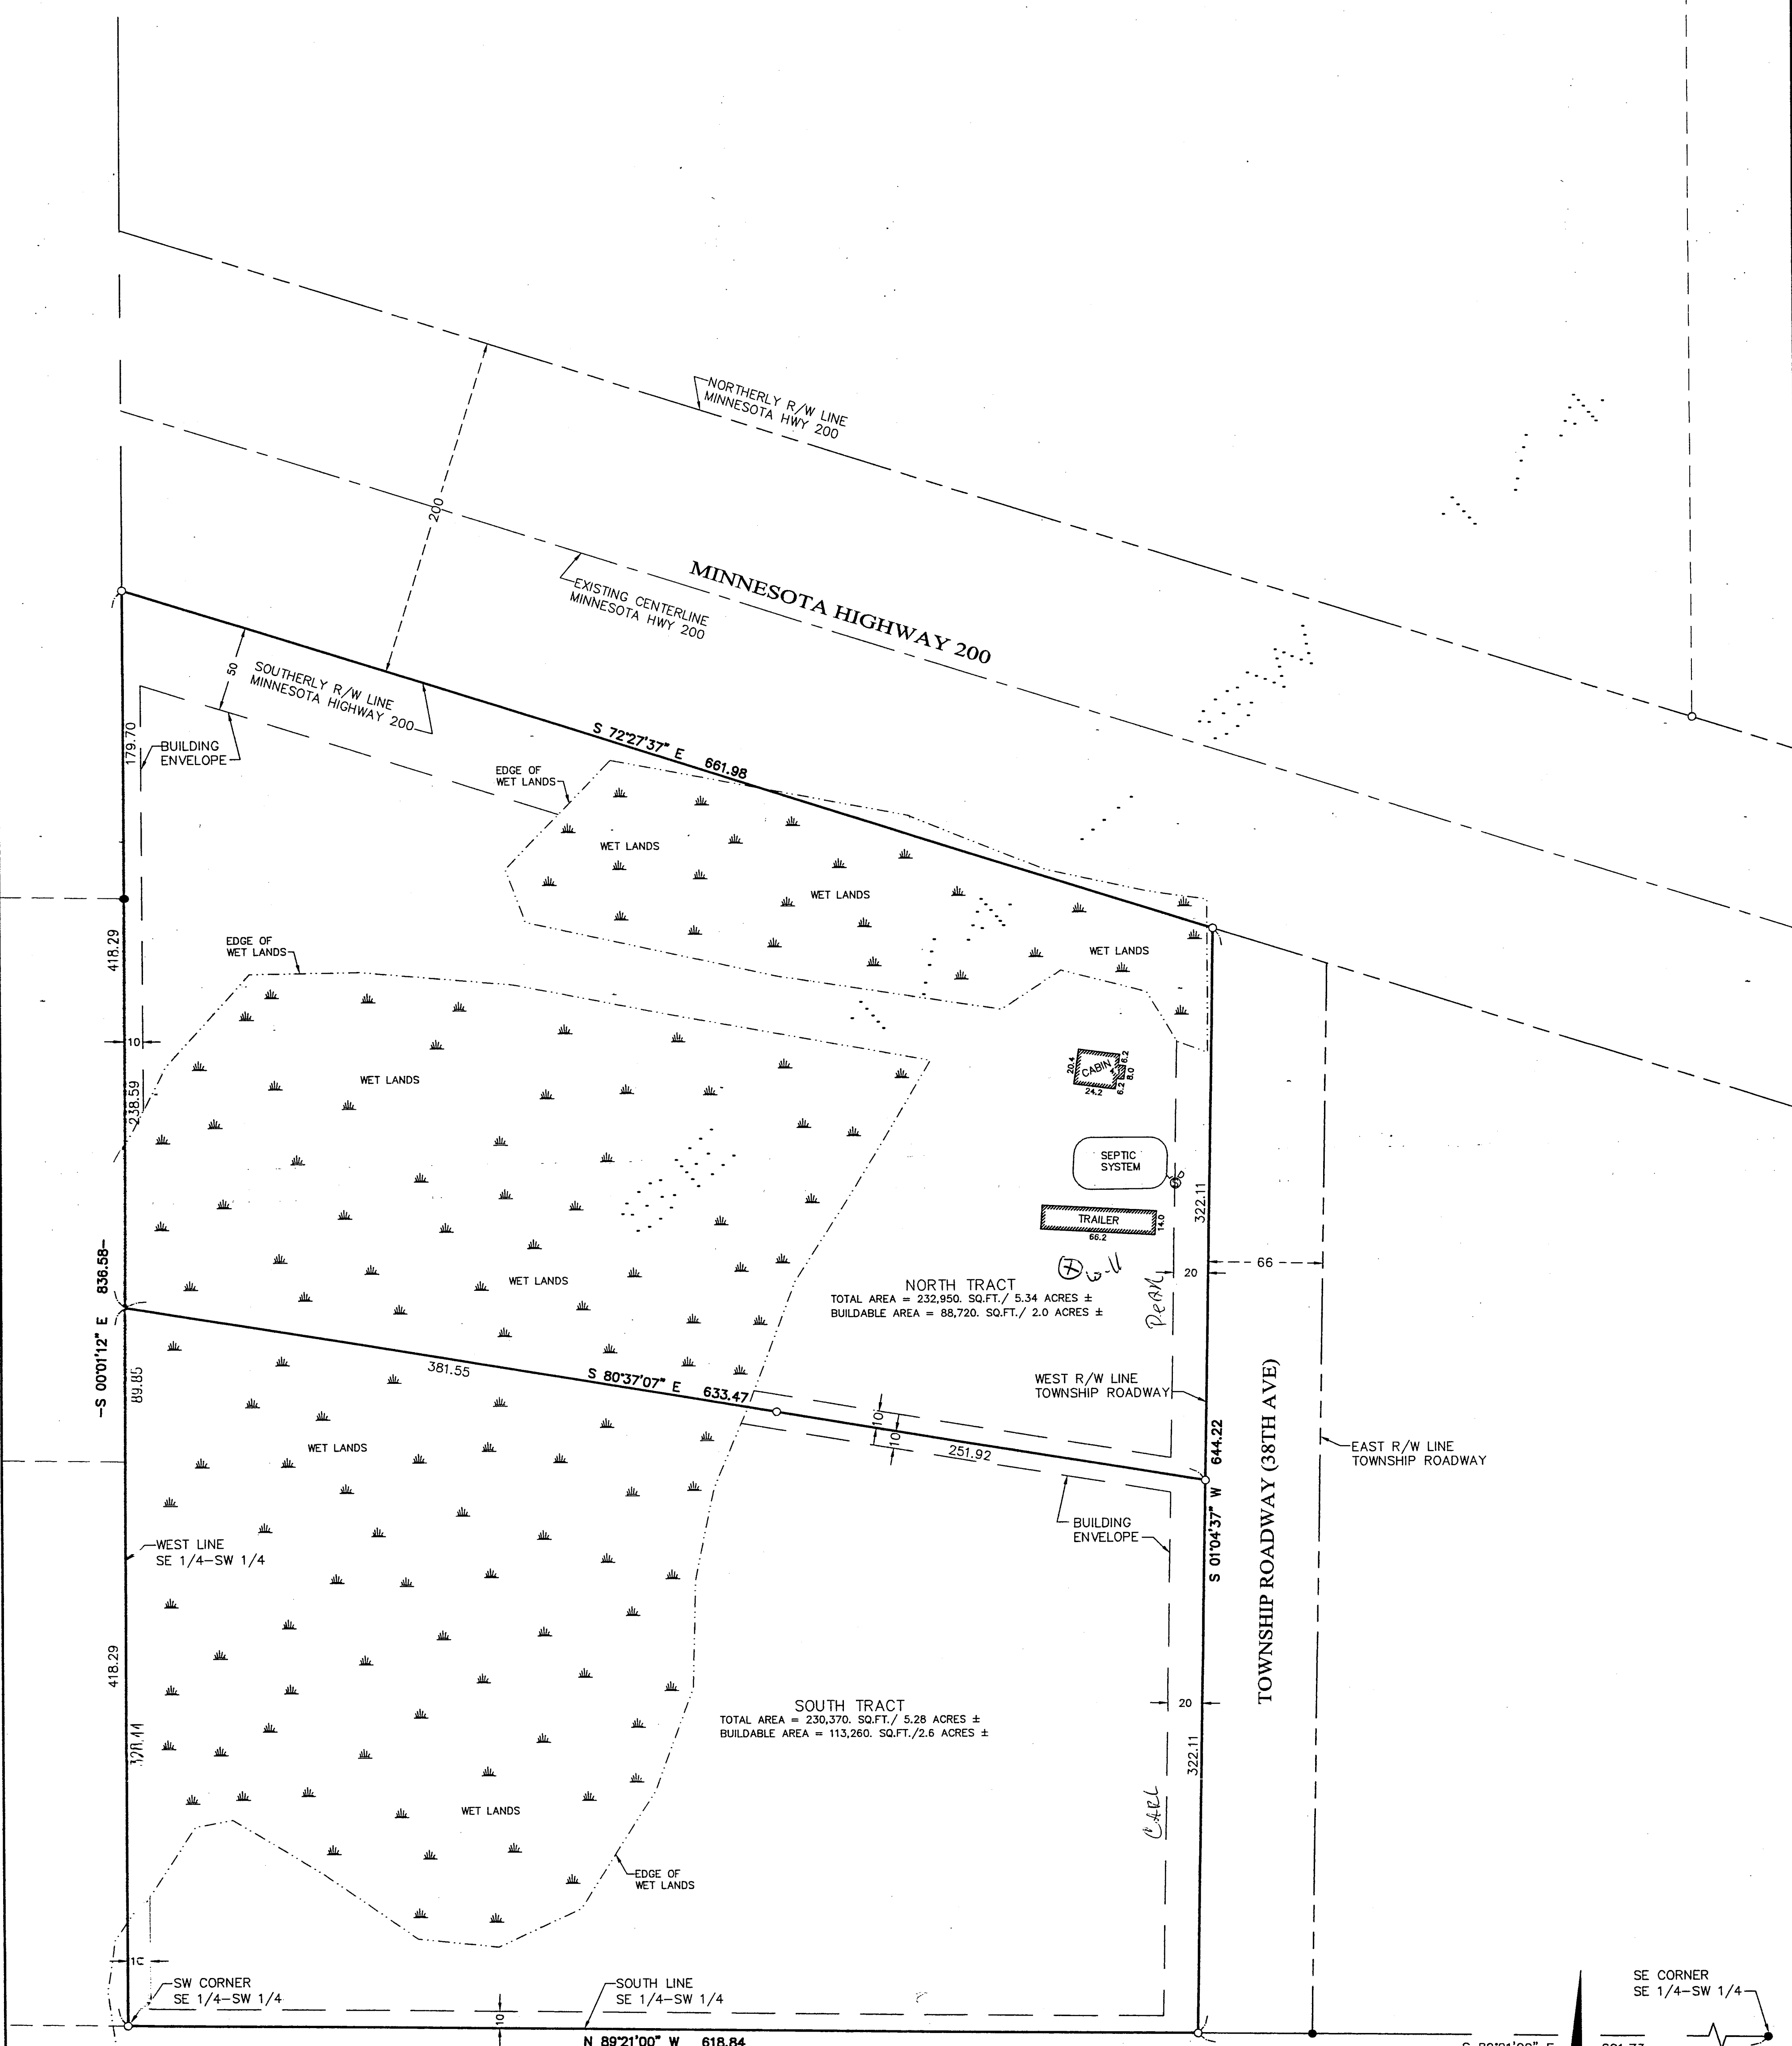 NORTHERLY R/W LINE
MINNESOTA HWY 200
200
MINNESOTA HIGHWAY 200
EXISTING CENTERLINE
MINNESOTA HWY 200
50
SOUTHERLY R/W LINE
MINNESOTA HIGHWAY 200
179.70
BUILDING
ENVELOPE
S 72°27'37" E 661.98
EDGE OF
WET LANDS
WET LANDS
WET LANDS
WET LANDS
418.29
EDGE OF
WET LANDS
10
238.59
WET LANDS
20.4
CABIN
6.2
8.0
6.2
24.2
SEPTIC
SYSTEM
TRAILER
14.0
66.2
322.11
66
20
WET LANDS
NORTH TRACT
TOTAL AREA = 232,950. SQ.FT./ 5.34 ACRES ±
BUILDABLE AREA = 88,720. SQ.FT./ 2.0 ACRES ±
-S 00°01'12" E 836.58-
89.85
381.55
S 80°37'07" E 633.47
10
10
251.92
WEST R/W LINE
TOWNSHIP ROADWAY
644.22
S 01°04'37" W
TOWNSHIP ROADWAY (38TH AVE)
EAST R/W LINE
TOWNSHIP ROADWAY
WET LANDS
BUILDING
ENVELOPE
WEST LINE
SE 1/4-SW 1/4
418.29
328.44
SOUTH TRACT
TOTAL AREA = 230,370. SQ.FT./ 5.28 ACRES ±
BUILDABLE AREA = 113,260. SQ.FT./2.6 ACRES ±
20
322.11
CARL
WET LANDS
EDGE OF
WET LANDS
10
SW CORNER
SE 1/4-SW 1/4
SOUTH LINE
SE 1/4-SW 1/4
10
N 89°21'00" W 618.84
SE CORNER
SE 1/4-SW 1/4